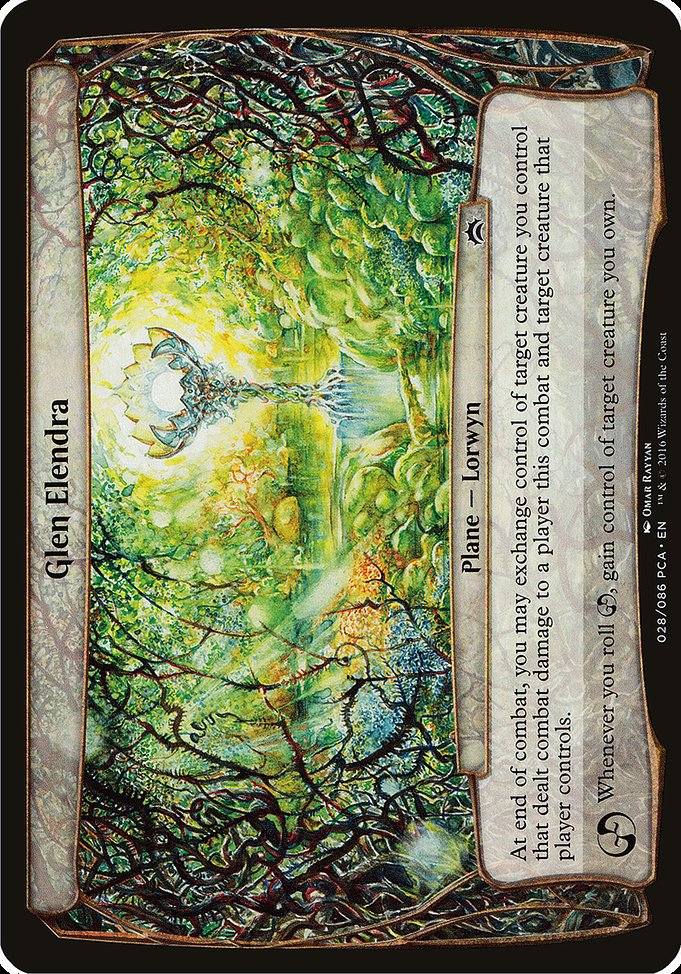 Glen Elendra
Plane — Lorwyn
At end of combat, you may exchange control of target creature you control
that dealt combat damage to a player this combat and target creature that
player controls.
Whenever you roll , gain control of target creature you own.
OMAR RAYYAN
028/086 PCA • EN ™ & © 2016 Wizards of the Coast